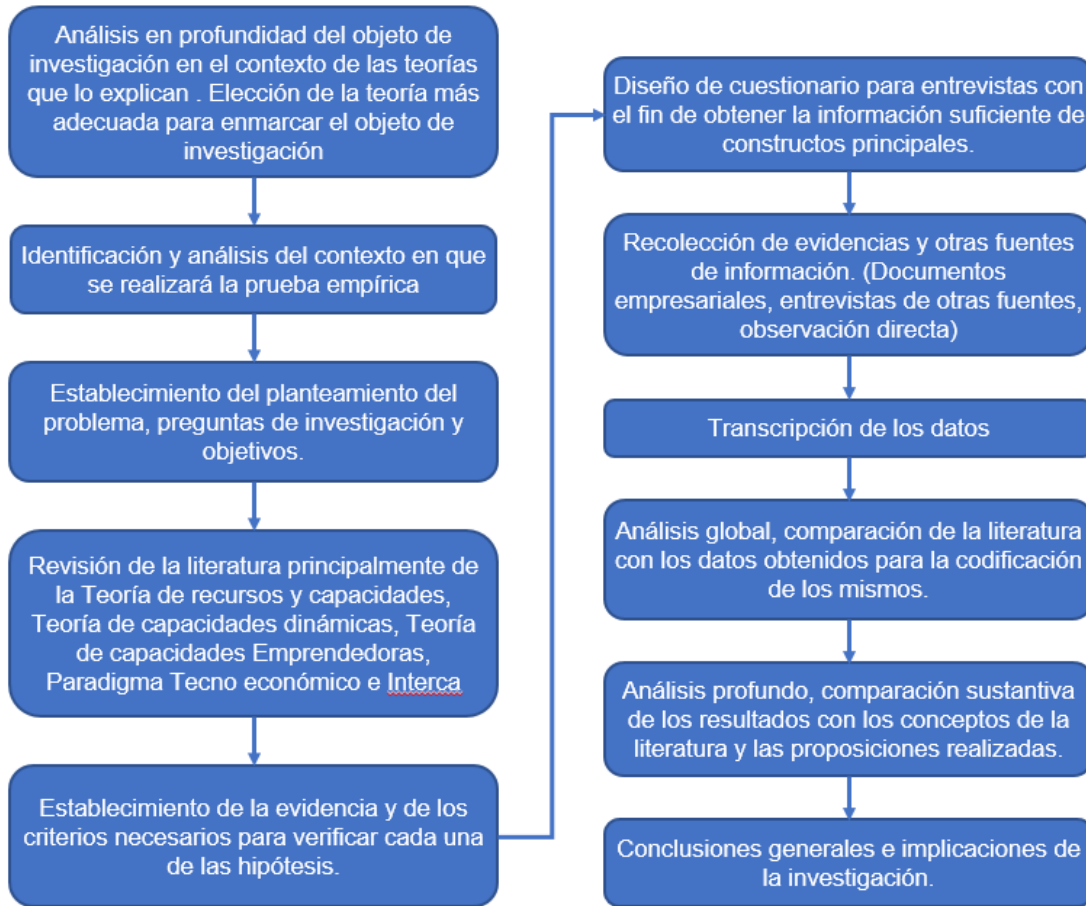 Análisis en profundidad del objeto de
investigación en el contexto de las teorías
que lo explican . Elección de la teoría más
adecuada para enmarcar el objeto de
investigación
Identificación y análisis del contexto en que
se realizará la prueba empírica
Establecimiento del planteamiento del
problema, preguntas de investigación y
objetivos.
Revisión de la literatura principalmente de
la Teoría de recursos y capacidades,
Teoría de capacidades dinámicas, Teoría
de capacidades Emprendedoras,
Paradigma Tecno económico e Interca
Establecimiento de la evidencia y de los
criterios necesarios para verificar cada una
de las hipótesis.
Diseño de cuestionario para entrevistas con
el fin de obtener la información suficiente de
constructos principales.
Recolección de evidencias y otras fuentes
de información. (Documentos
empresariales, entrevistas de otras fuentes,
observación directa)
Transcripción de los datos
Análisis global, comparación de la literatura
con los datos obtenidos para la codificación
de los mismos.
Análisis profundo, comparación sustantiva
de los resultados con los conceptos de la
literatura y las proposiciones realizadas.
Conclusiones generales e implicaciones de
la investigación.